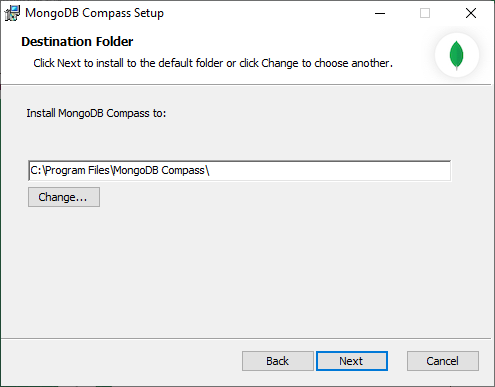 MongoDB Compass Setup
Destination Folder
Click Next to install to the default folder or click Change to choose another.
Install MongoDB Compass to:
C:\Program Files\MongoDB Compass\
Change...
Back Next Cancel